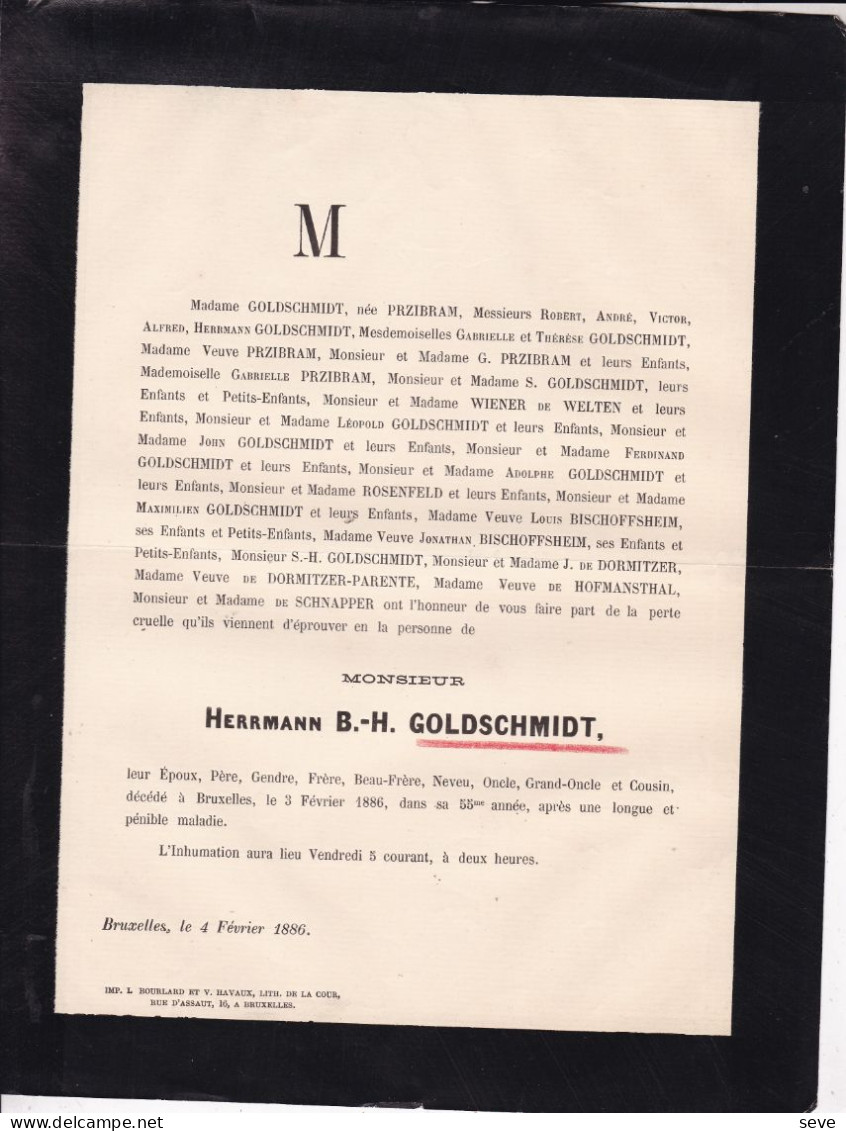 M
Madame GOLDSCHMIDT, née PRZIBRAM, Messieurs ROBERT, ANDRÉ, VICTOR,
ALFRED, HERRMANN GOLDSCHMIDT, Mesdemoiselles GABRIELLE et THÉRÈSE GOLDSCHMIDT,
Madame Veuve PRZIBRAM, Monsieur et Madame G. PRZIBRAM et leurs Enfants,
Mademoiselle GABRIELLE PRZIBRAM, Monsieur et Madame S. GOLDSCHMIDT, leurs
Enfants et Petits-Enfants, Monsieur et Madame WIENER DE WELTEN et leurs
Enfants, Monsieur et Madame LÉOPOLD GOLDSCHMIDT et leurs Enfants, Monsieur et
Madame JOHN GOLDSCHMIDT et leurs Enfants, Monsieur et Madame FERDINAND
GOLDSCHMIDT et leurs Enfants, Monsieur et Madame ADOLPHE GOLDSCHMIDT et
leurs Enfants, Monsieur et Madame ROSENFELD et leurs Enfants, Monsieur et Madame
MAXIMILIEN GOLDSCHMIDT et leurs Enfants, Madame Veuve LOUIS BISCHOFFSHEIM,
ses Enfants et Petits-Enfants, Madame Veuve JONATHAN BISCHOFFSHEIM, ses Enfants et
Petits-Enfants, Monsieur S.-H. GOLDSCHMIDT, Monsieur et Madame J. DE DORMITZER,
Madame Veuve DE DORMITZER-PARENTE, Madame Veuve DE HOFMANSTHAL,
Monsieur et Madame DE SCHNAPPER ont l'honneur de vous faire part de la perte
cruelle qu'ils viennent d'éprouver en la personne de
MONSIEUR
HERRMANN B.-H. GOLDSCHMIDT,
leur Époux, Père, Gendre, Frère, Beau-Frère, Neveu, Oncle, Grand-Oncle et Cousin,
décédé à Bruxelles, le 3 Février 1886, dans sa 55me année, après une longue et
pénible maladie.
L'Inhumation aura lieu Vendredi 5 courant, à deux heures.
Bruxelles, le 4 Février 1886.
IMP. L BOURLARD ET V. HAVAUX, LITH. DE LA COUR,
RUE D'ASSAUT, 16, A BRUXELLES.
seve